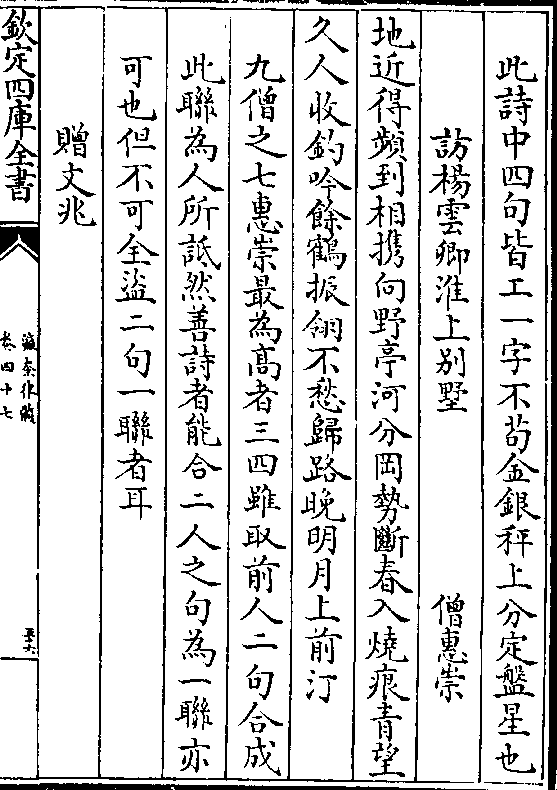 此詩中四句皆工一字不茍金銀秤上分定盤星也
訪楊雲卿淮上别墅　僧惠崇
地近得頻到相携向野亭河分岡勢斷春入燒痕青望
久人收釣吟餘鶴振翎不愁歸路晩明月上前汀
九僧之七惠崇最為髙者三四雖取前人二句合成
此聯為人所詆然善詩者能合二人之句為一聯亦
可也但不可全盜二句一聯者耳
贈文兆
欽定四庫全書
瀛奎律髓
卷四十七